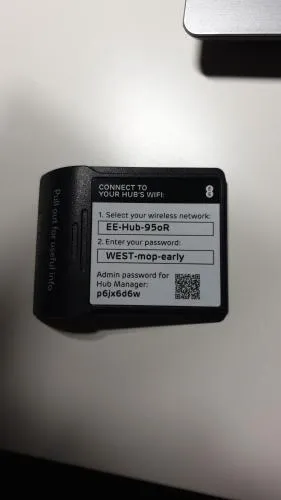 CONNECT TO
YOUR HUB'S WIFI:
1. Select your wireless network:
EE-Hub-95oR
2. Enter your password:
WEST-mop-early
Admin password for
Hub Manager:
p6jx6d6w
Pull out for useful info